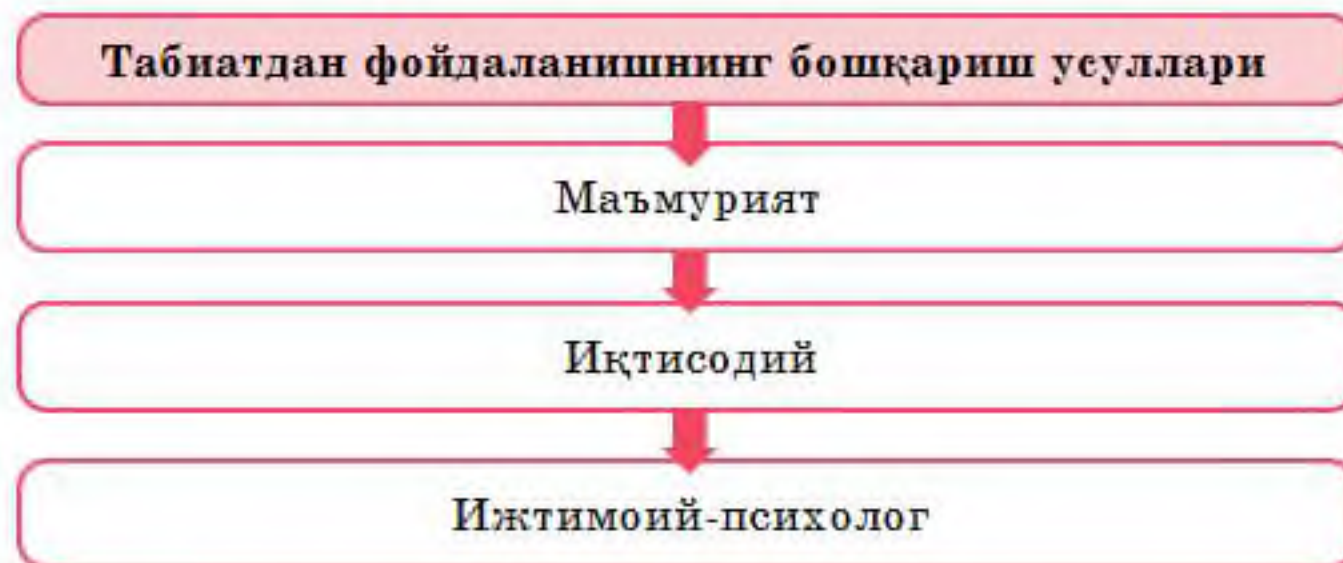 Табиатдан фойдаланишнинг бошқариш усуллари
Маъмурият
Иқтисодий
Ижтимоий-психолог